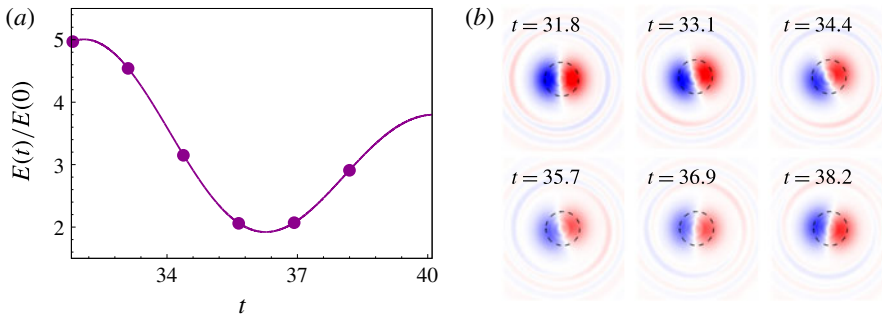 (a)
5
4
3
2
E(t)/E(0)
34
37
40
t
(b)
t = 31.8
t = 33.1
t = 34.4
t = 35.7
t = 36.9
t = 38.2